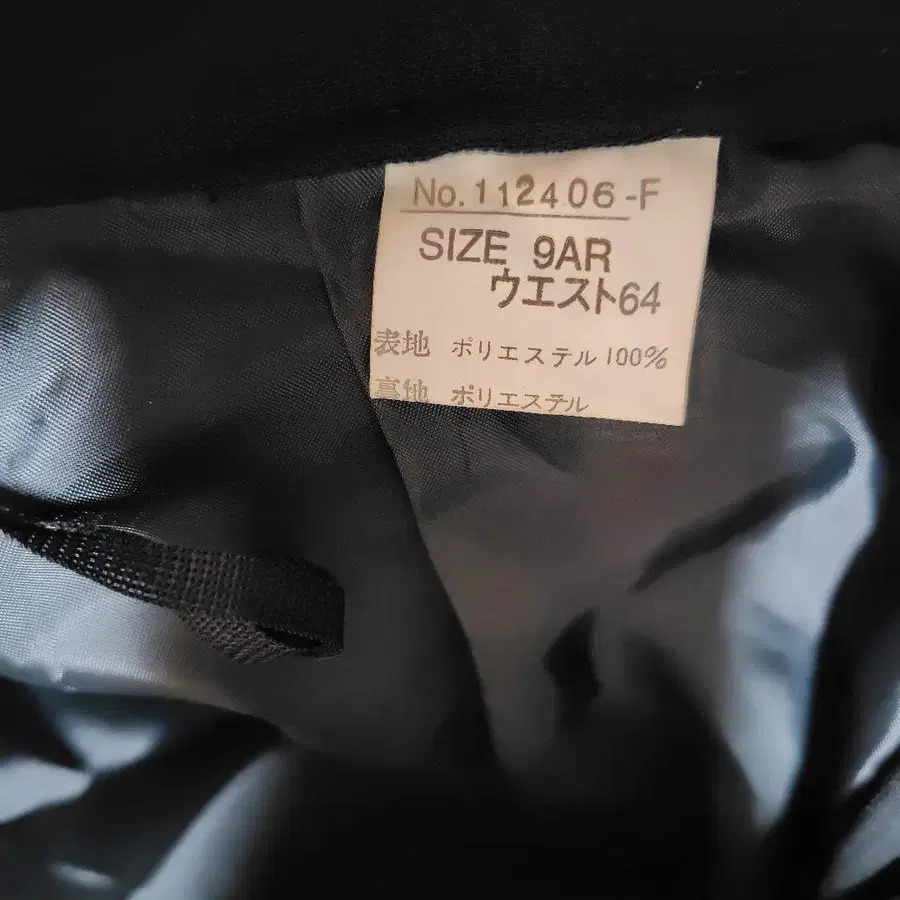 No.112406-F
SIZE 9AR
ウエスト64
表地 ポリエステル100%
裏地 ポリエステル